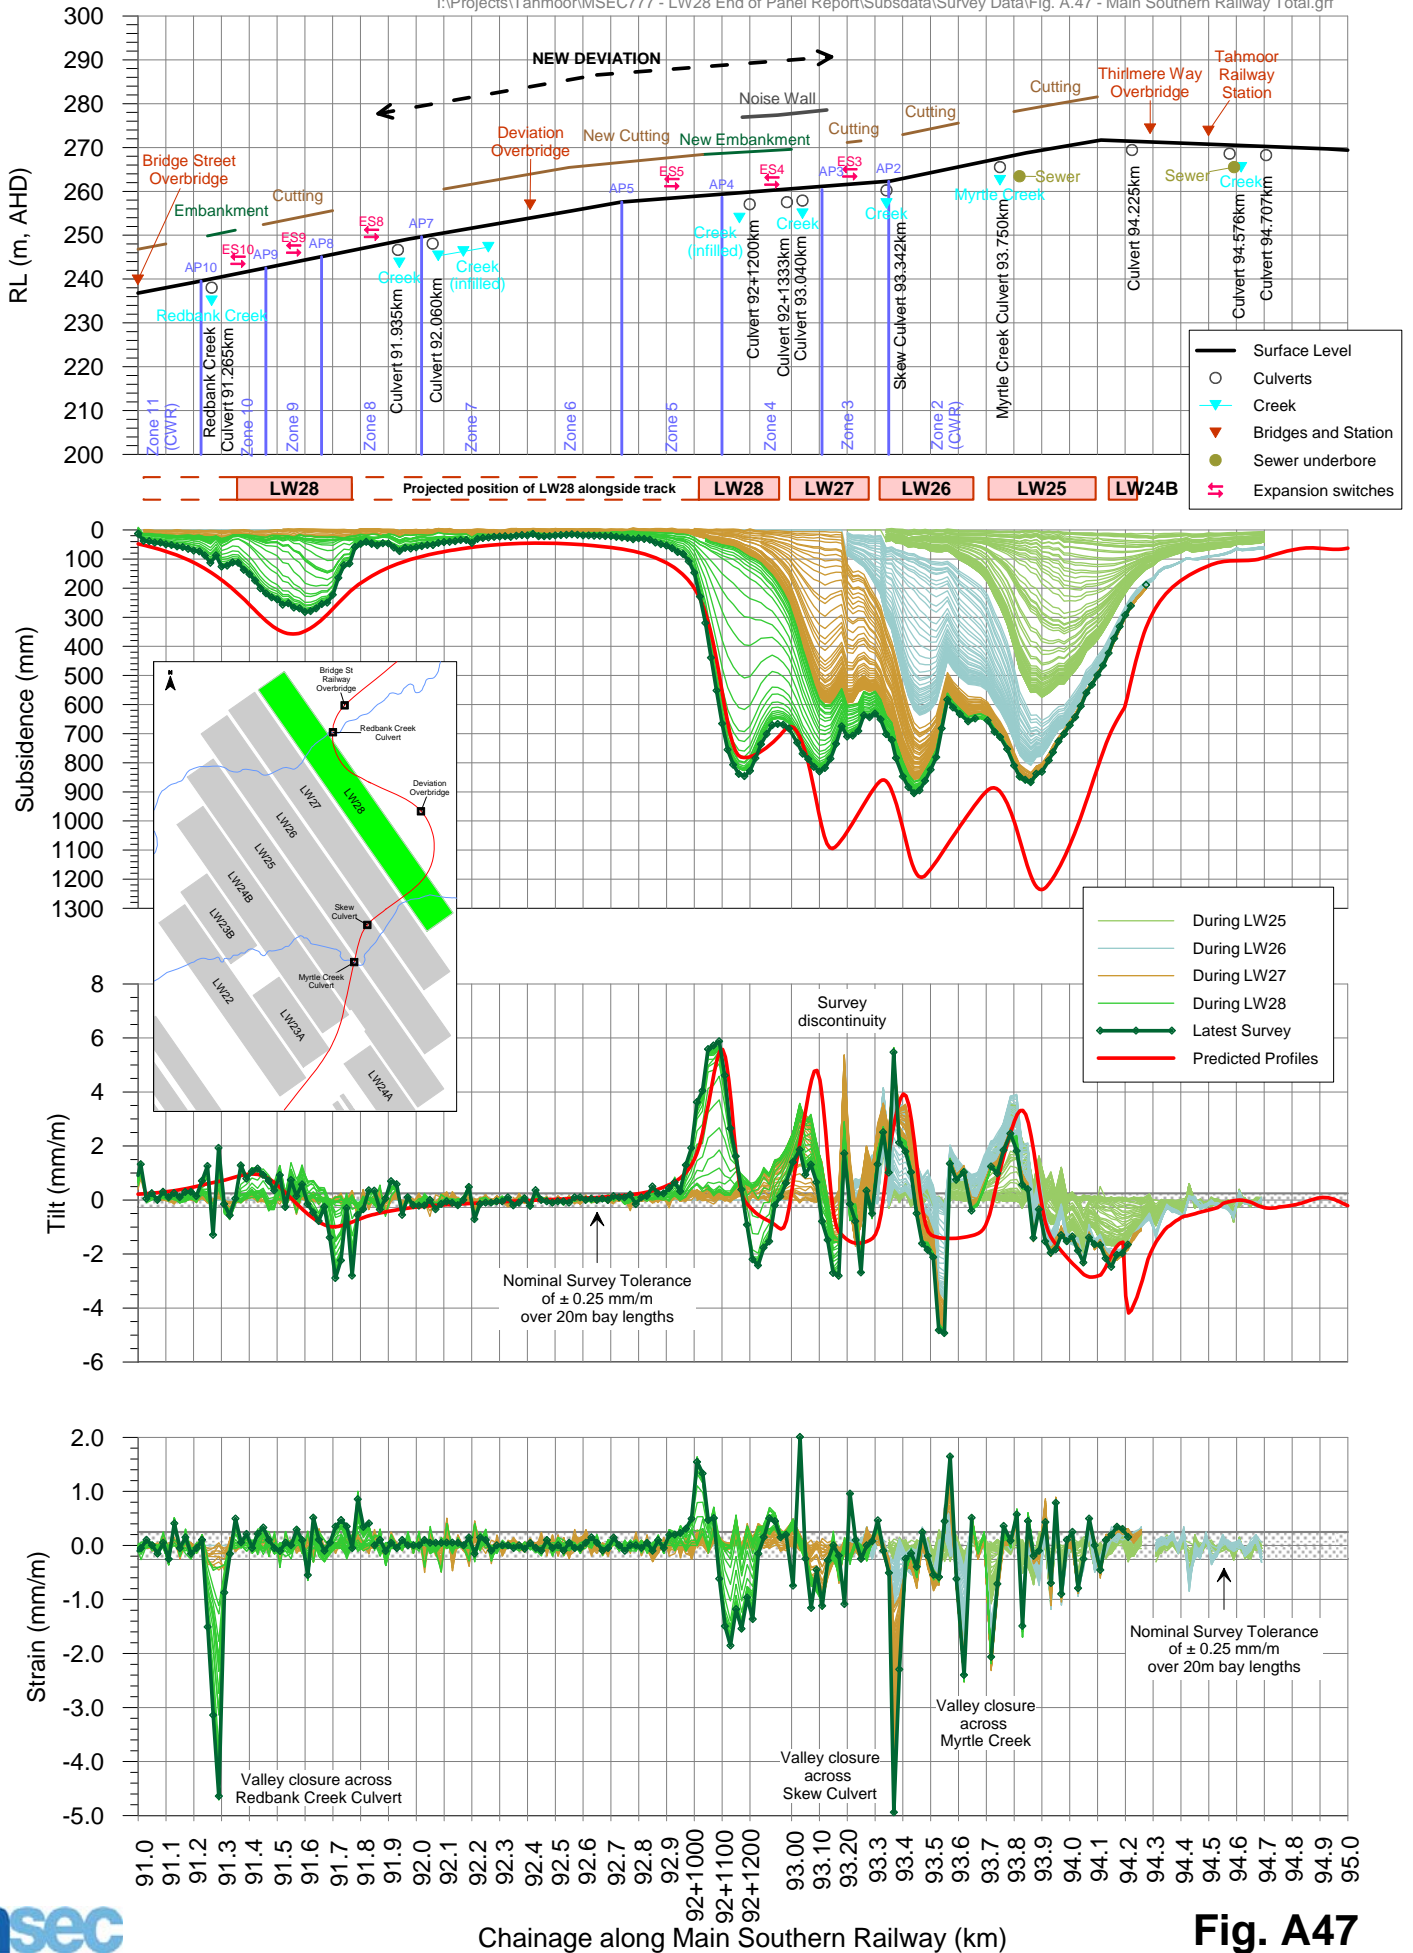 I:\Projects\Tahmoor\MSEC777 - LW28 End of Panel Report\Subsdata\Survey Data\Fig. A.47 - Main Southern Railway Total.grf
300
290
280
270
260
250
240
230
220
210
200
RL (m, AHD)
NEW DEVIATION
Noise Wall
Cutting
Cutting
Cutting
Thirlmere Way
Overbridge
Tahmoor
Railway
Station
Deviation
Overbridge
New Cutting
New Embankment
Bridge Street
Overbridge
Embankment
Cutting
ES10
ES9
ES8
ES5
ES4
ES3
AP10
AP9
AP8
AP7
AP5
AP4
AP3
AP2
Redbank Creek
Creek
Creek
(infilled)
Creek
(infilled)
Creek
Creek
Myrtle Creek
Sewer
Sewer
Creek
Redbank Creek
Culvert 91.265km
Culvert 91.935km
Culvert 92.060km
Culvert 92+1200km
Culvert 92+1333km
Culvert 93.040km
Skew Culvert 93.342km
Myrtle Creek Culvert 93.750km
Culvert 94.225km
Culvert 94.576km
Culvert 94.707km
Zone 11
(CWR)
Zone 10
Zone 9
Zone 8
Zone 7
Zone 6
Zone 5
Zone 4
Zone 3
Zone 2
(CWR)
Surface Level
Culverts
Creek
Bridges and Station
Sewer underbore
Expansion switches
LW28
Projected position of LW28 alongside track
LW28
LW27
LW26
LW25
LW24B
0
100
200
300
400
500
600
700
800
900
1000
1100
1200
1300
Subsidence (mm)
N
Bridge St
Railway
Overbridge
Redbank Creek
Culvert
Deviation
Overbridge
Skew
Culvert
Myrtle Creek
Culvert
LW28
LW27
LW26
LW25
LW24B
LW23B
LW22
LW23A
LW24A
During LW25
During LW26
During LW27
During LW28
Latest Survey
Predicted Profiles
8
6
4
2
0
-2
-4
-6
Tilt (mm/m)
Survey
discontinuity
Nominal Survey Tolerance
of ± 0.25 mm/m
over 20m bay lengths
2.0
1.0
0.0
-1.0
-2.0
-3.0
-4.0
-5.0
Strain (mm/m)
Valley closure across
Redbank Creek Culvert
Valley closure
across
Skew Culvert
Valley closure
across
Myrtle Creek
Nominal Survey Tolerance
of ± 0.25 mm/m
over 20m bay lengths
91.0
91.1
91.2
91.3
91.4
91.5
91.6
91.7
91.8
91.9
92.0
92.1
92.2
92.3
92.4
92.5
92.6
92.7
92.8
92.9
92+1000
92+1100
92+1200
93.00
93.10
93.20
93.3
93.4
93.5
93.6
93.7
93.8
93.9
94.0
94.1
94.2
94.3
94.4
94.5
94.6
94.7
94.8
94.9
95.0
Chainage along Main Southern Railway (km)
Fig. A47
sec